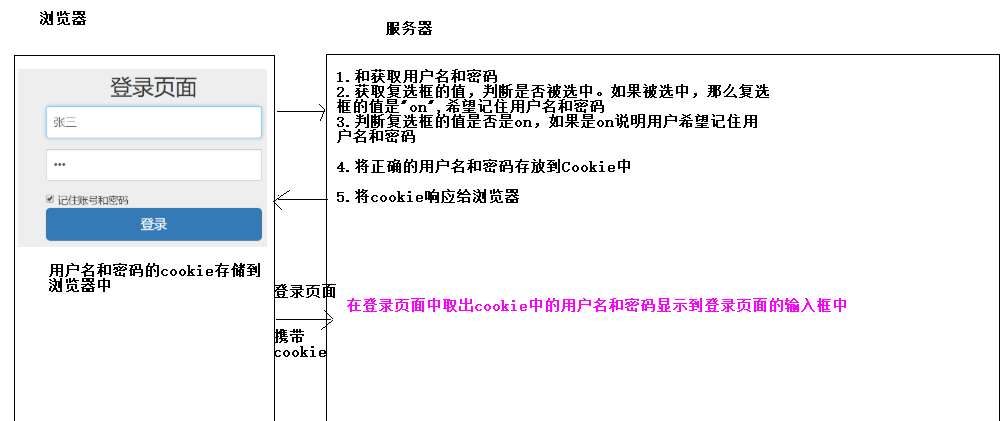 浏览器
服务器
登录页面
张三
•••
记住账号和密码
登录
用户名和密码的cookie存储到
浏览器中
1.和获取用户名和密码
2.获取复选框的值，判断是否被选中。如果被选中，那么复选
框的值是"on",希望记住用户名和密码
3.判断复选框的值是否是on，如果是on说明用户希望记住用
户名和密码
4.将正确的用户名和密码存放到Cookie中
5.将cookie响应给浏览器
登录页面
携带
cookie
在登录页面中取出cookie中的用户名和密码显示到登录页面的输入框中